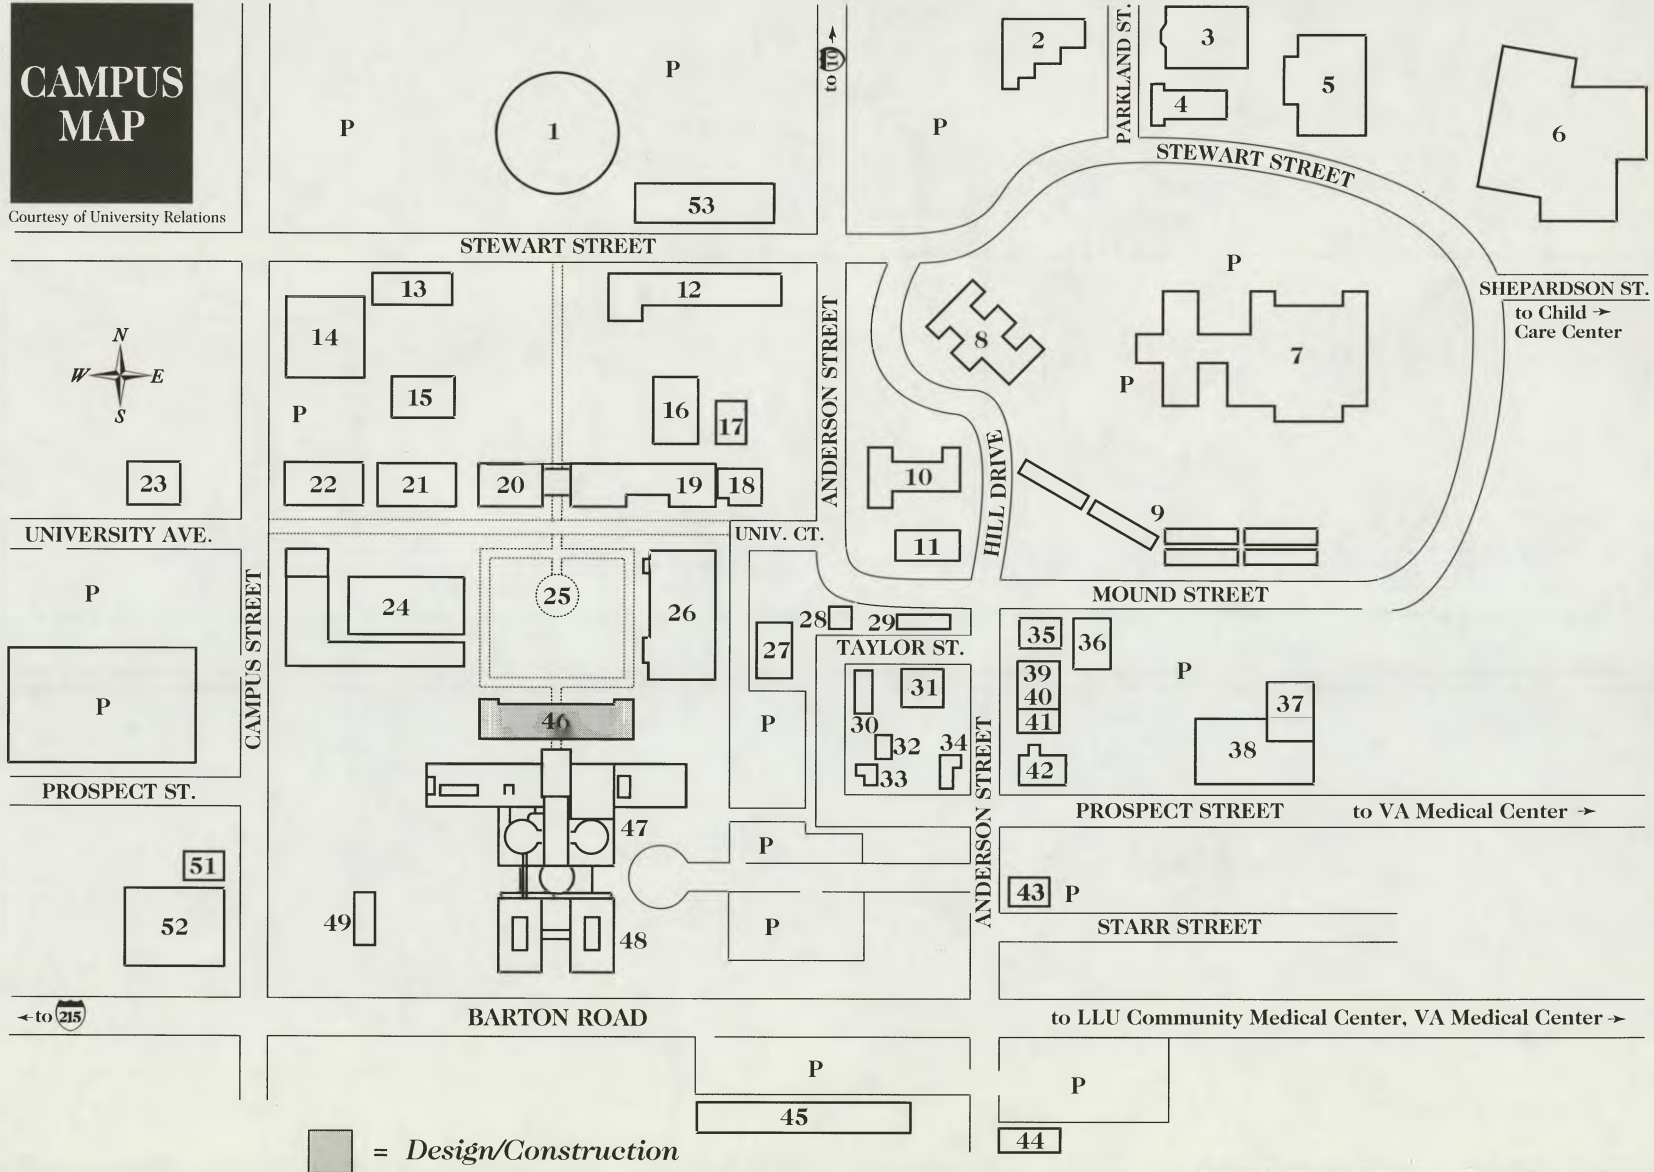 CAMPUS
MAP
Courtesy of University Relations
P
P
1
53
to 10
P
2
PARKLAND ST.
3
4
5
6
STEWART STREET
STEWART STREET
SHEPARDSON ST.
to Child
Care Center
N
W E
S
13
14
12
15
16
17
P
ANDERSON STREET
8
7
P
P
23
22
21
20
19
18
10
HILL DRIVE
9
UNIVERSITY AVE.
UNIV. CT.
11
MOUND STREET
P
24
25
26
27
28
29
TAYLOR ST.
35
36
P
P
CAMPUS STREET
46
P
30
31
32
33
34
39
40
41
42
37
38
ANDERSON STREET
PROSPECT ST.
PROSPECT STREET
to VA Medical Center
47
P
51
52
49
48
P
43
P
STARR STREET
to 215
BARTON ROAD
to LLU Community Medical Center, VA Medical Center
P
P
45
44
= Design/Construction